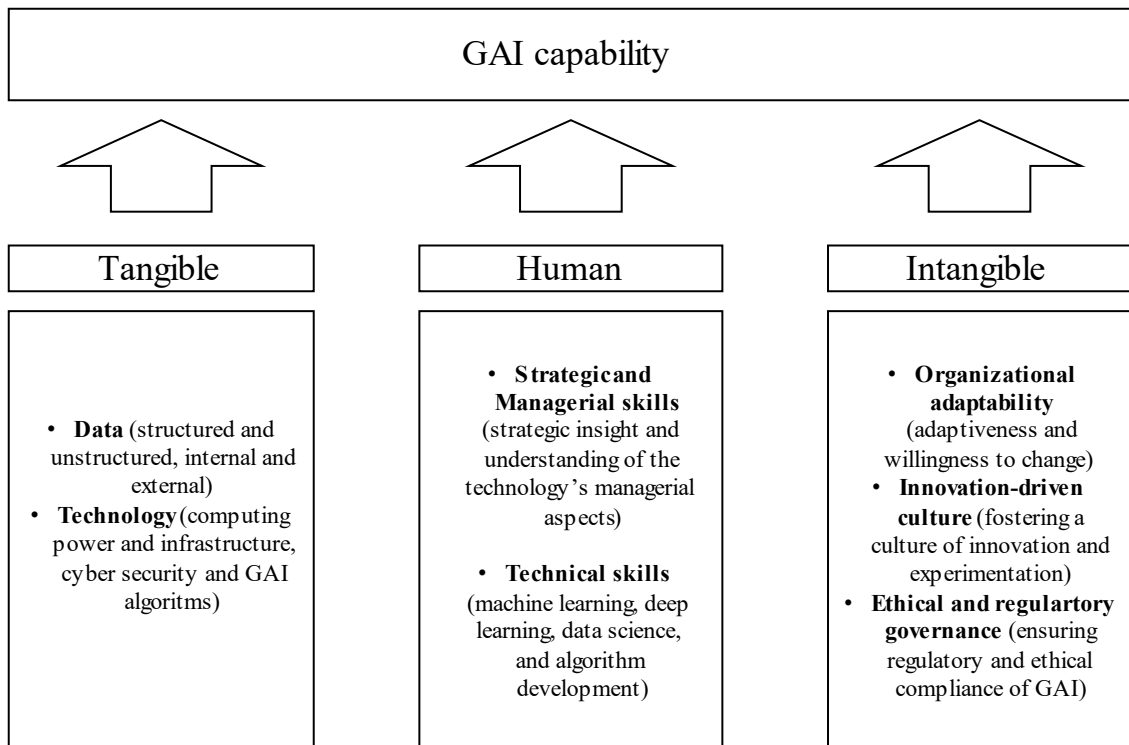 GAI capability
Tangible
• Data (structured and
unstructured, internal and
external)
• Technology (computing
power and infrastructure,
cyber security and GAI
algoritms)
Human
• Strategic and
Managerial skills
(strategic insight and
understanding of the
technology’s managerial
aspects)
• Technical skills
(machine learning, deep
learning, data science,
and algorithm
development)
Intangible
• Organizational
adaptability
(adaptiveness and
willingness to change)
• Innovation-driven
culture (fostering a
culture of innovation and
experimentation)
• Ethical and regulartory
governance (ensuring
regulatory and ethical
compliance of GAI)